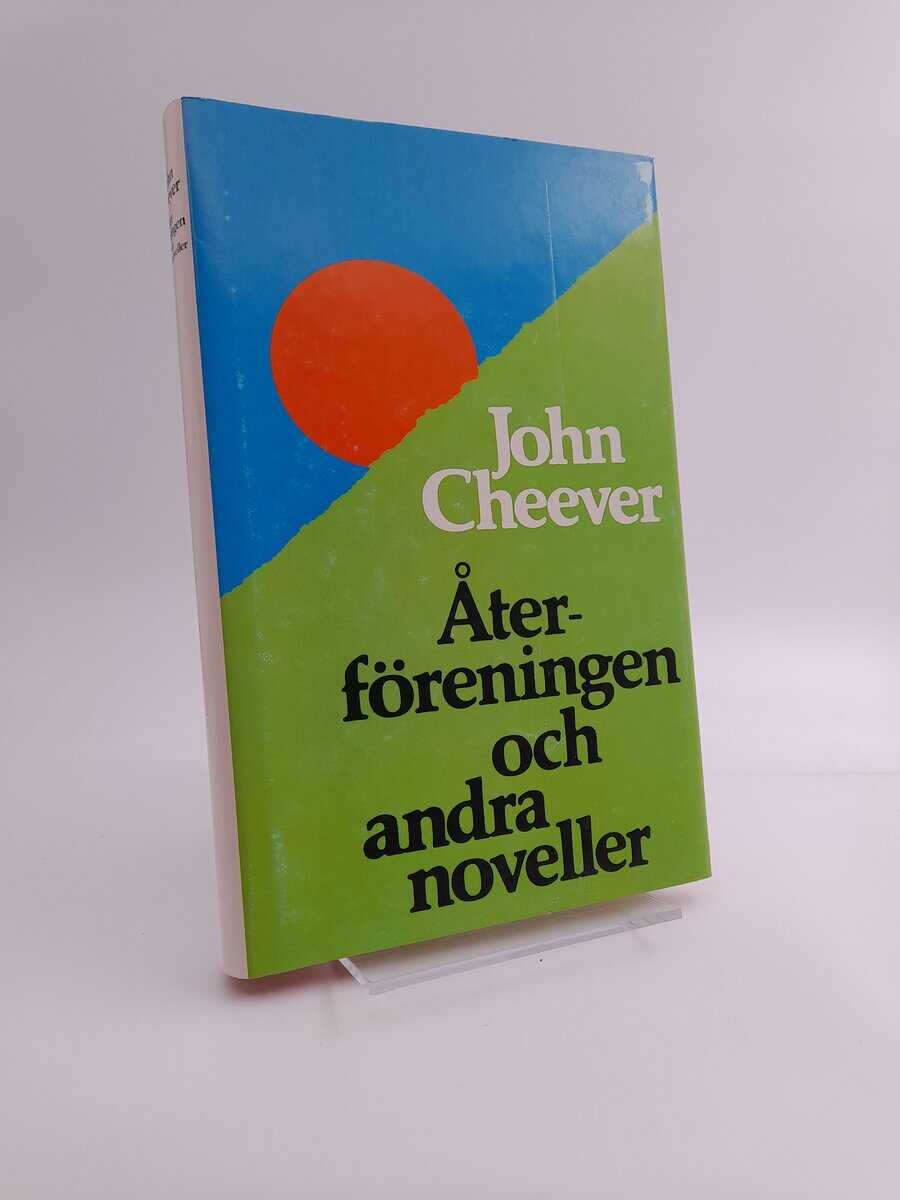 John
Cheever
Åter-
föreningen
och
andra
noveller